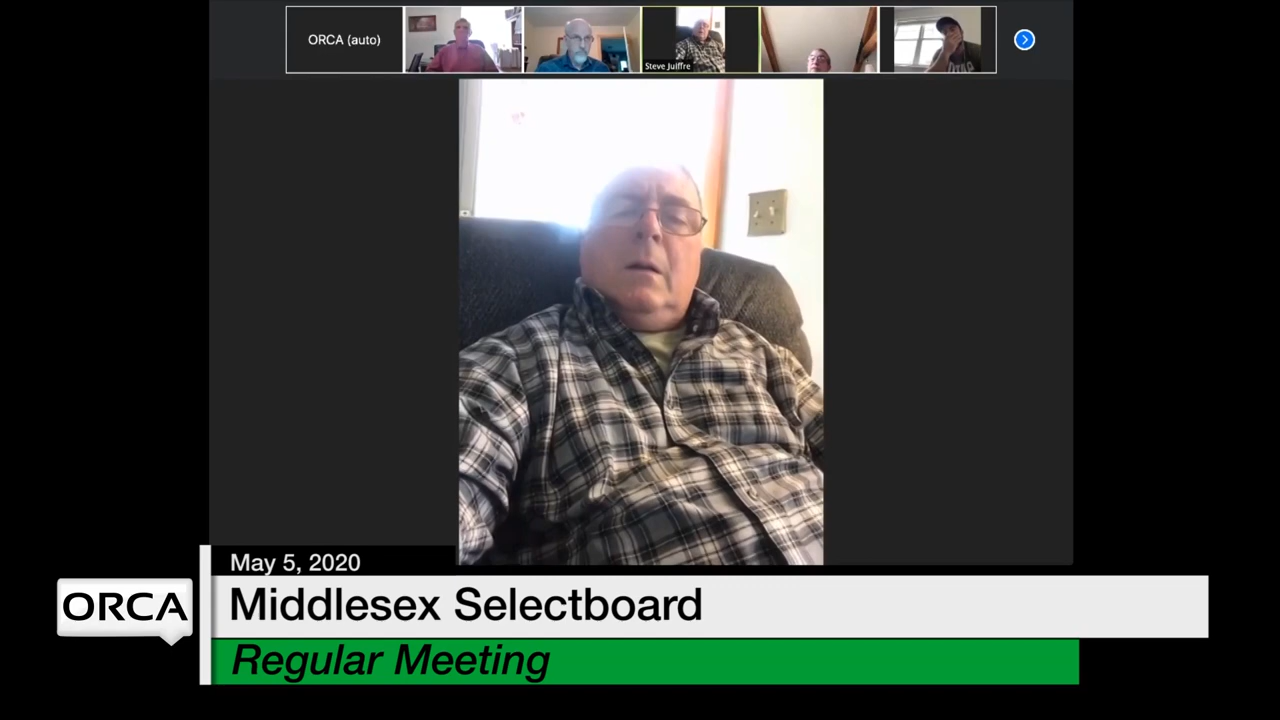 ORCA (auto)
Steve Juiffre
May 5, 2020
ORCA
Middlesex Selectboard
Regular Meeting